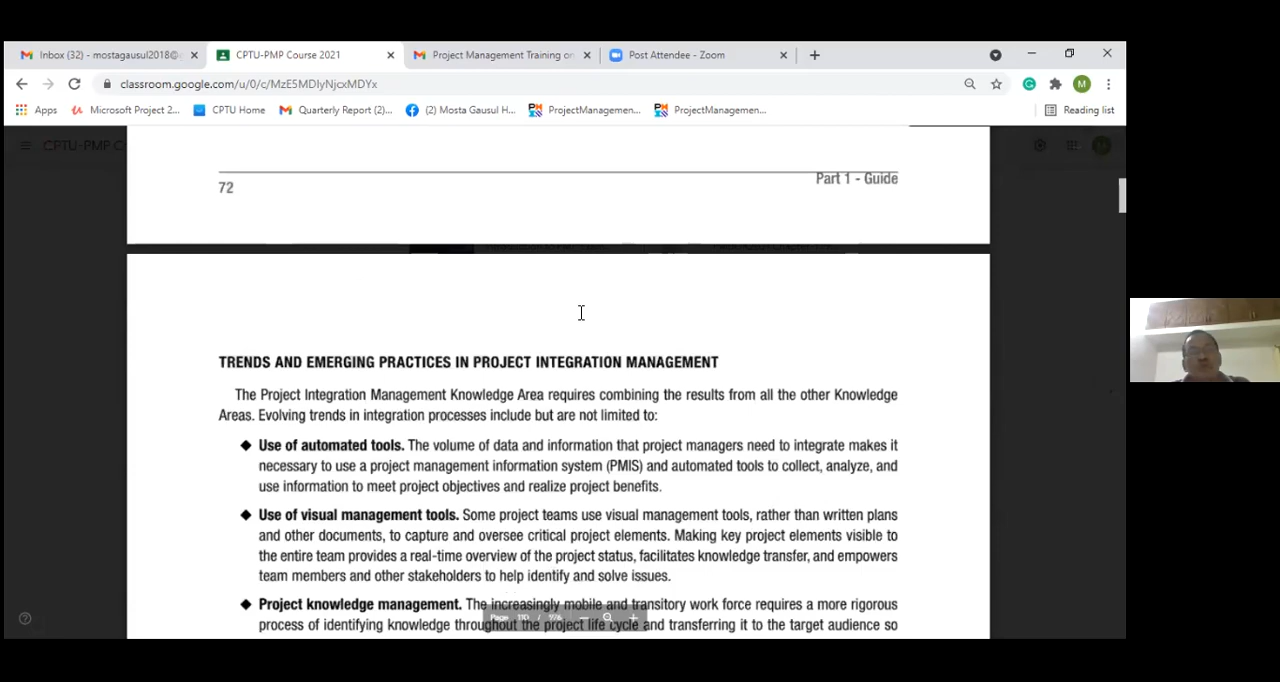 Inbox (32) - mostagausul2018@
CPTU-PMP Course 2021
Project Management Training on
Post Attendee - Zoom
classroom.google.com/u/0/c/MzE5MDIyNjcxMDYx
Apps
Microsoft Project 2...
CPTU Home
Quarterly Report (2)...
(2) Mosta Gausul H...
ProjectManagemen...
ProjectManagemen...
Reading list
CPTU-PMP C
M
72
Part 1 - Guide
TRENDS AND EMERGING PRACTICES IN PROJECT INTEGRATION MANAGEMENT
The Project Integration Management Knowledge Area requires combining the results from all the other Knowledge
Areas. Evolving trends in integration processes include but are not limited to:
◆ Use of automated tools. The volume of data and information that project managers need to integrate makes it
necessary to use a project management information system (PMIS) and automated tools to collect, analyze, and
use information to meet project objectives and realize project benefits.
◆ Use of visual management tools. Some project teams use visual management tools, rather than written plans
and other documents, to capture and oversee critical project elements. Making key project elements visible to
the entire team provides a real-time overview of the project status, facilitates knowledge transfer, and empowers
team members and other stakeholders to help identify and solve issues.
◆ Project knowledge management. The increasingly mobile and transitory work force requires a more rigorous
Page 110 / 976
process of identifying knowledge throughout the project life cycle and transferring it to the target audience so